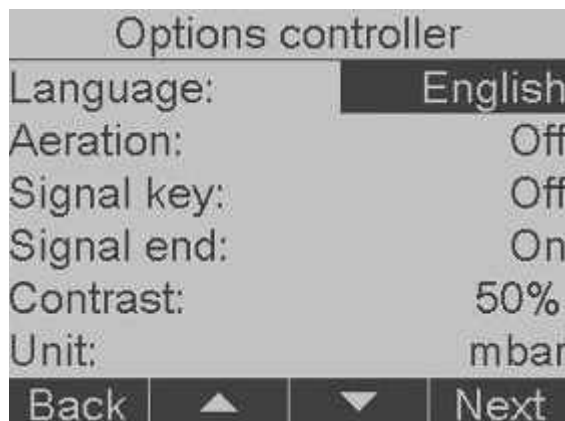 Options controller
Language: English
Aeration: Off
Signal key: Off
Signal end: On
Contrast: 50%
Unit: mbar
Back Next